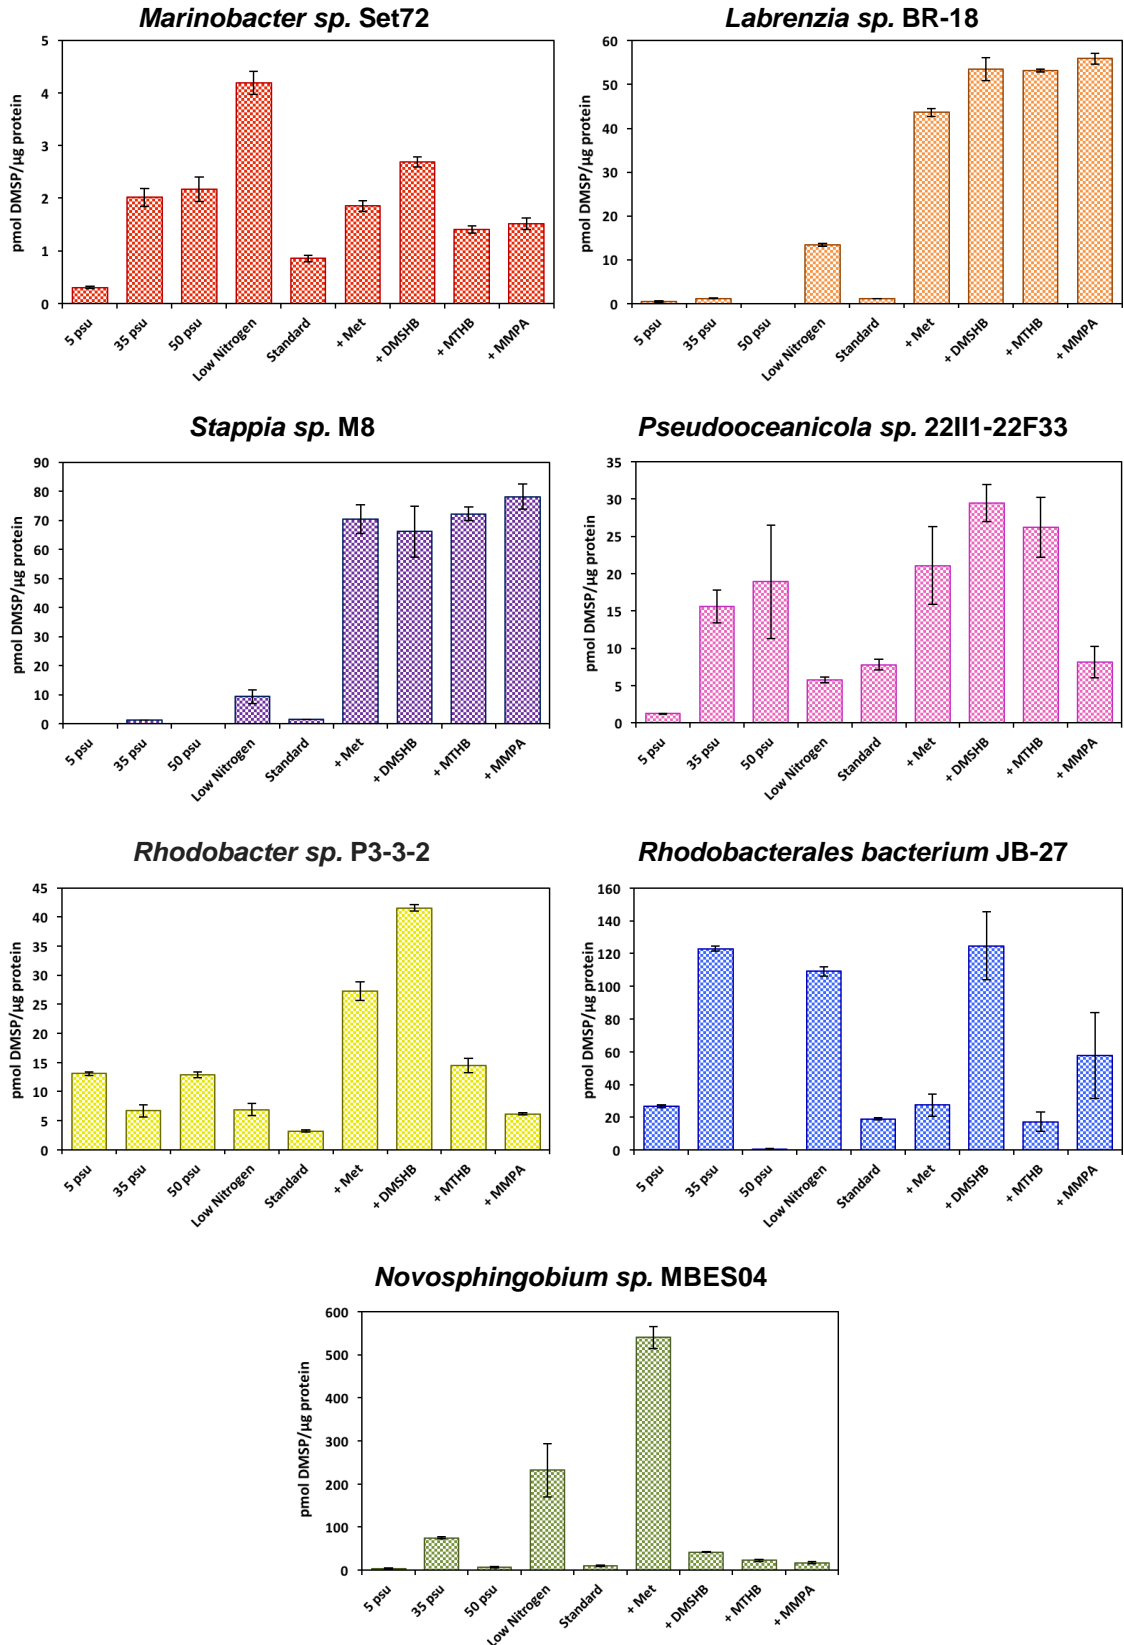 Marinobacter sp. Set72
pmol DMSP/µg protein
5
4
3
2
1
0
5 psu
35 psu
50 psu
Low Nitrogen
Standard
+ Met
+ DMSHB
+ MTHB
+ MMPA
Labrenzia sp. BR-18
pmol DMSP/µg protein
60
50
40
30
20
10
0
5 psu
35 psu
50 psu
Low Nitrogen
Standard
+ Met
+ DMSHB
+ MTHB
+ MMPA
Stappia sp. M8
pmol DMSP/µg protein
90
80
70
60
50
40
30
20
10
0
5 psu
35 psu
50 psu
Low Nitrogen
Standard
+ Met
+ DMSHB
+ MTHB
+ MMPA
Pseudooceanicola sp. 22II1-22F33
pmol DMSP/µg protein
35
30
25
20
15
10
5
0
5 psu
35 psu
50 psu
Low Nitrogen
Standard
+ Met
+ DMSHB
+ MTHB
+ MMPA
Rhodobacter sp. P3-3-2
pmol DMSP/µg protein
45
40
35
30
25
20
15
10
5
0
5 psu
35 psu
50 psu
Low Nitrogen
Standard
+ Met
+ DMSHB
+ MTHB
+ MMPA
Rhodobacterales bacterium JB-27
pmol DMSP/µg protein
160
140
120
100
80
60
40
20
0
5 psu
35 psu
50 psu
Low Nitrogen
Standard
+ Met
+ DMSHB
+ MTHB
+ MMPA
Novosphingobium sp. MBES04
pmol DMSP/µg protein
600
500
400
300
200
100
0
5 psu
35 psu
50 psu
Low Nitrogen
Standard
+ Met
+ DMSHB
+ MTHB
+ MMPA